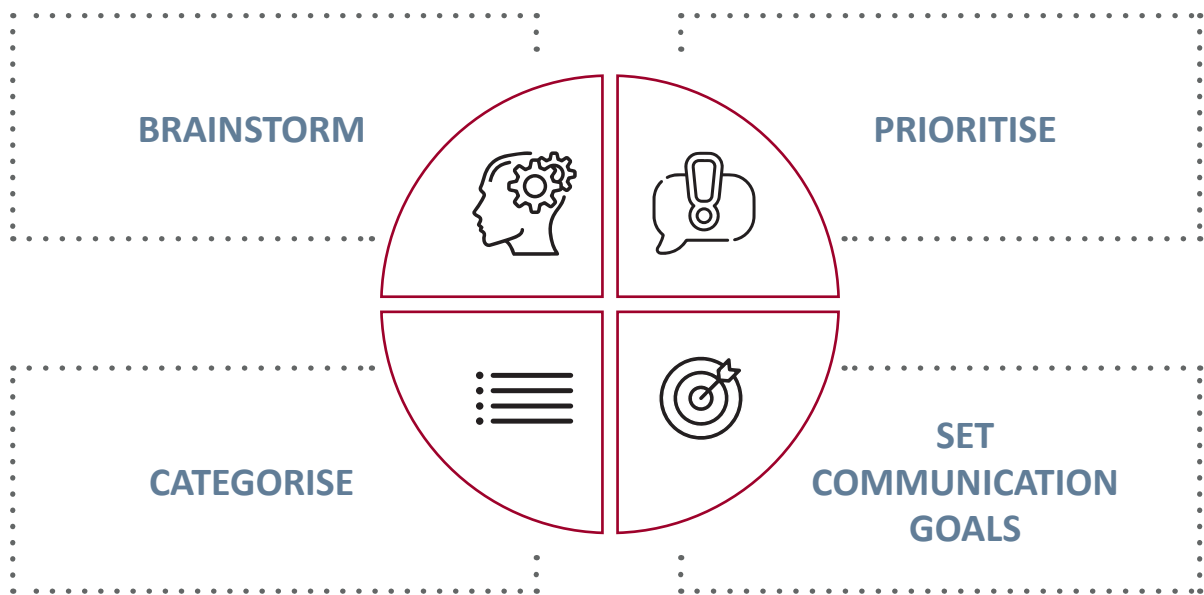 BRAINSTORM
PRIORITISE
CATEGORISE
SET
COMMUNICATION
GOALS